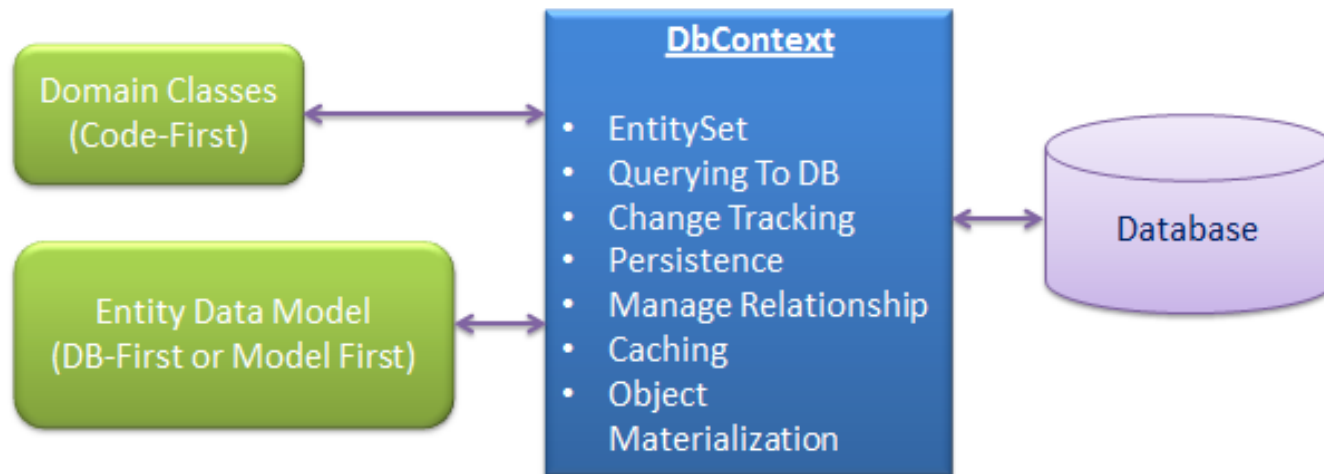 Domain Classes
(Code-First)
Entity Data Model
(DB-First or Model First)
DbContext
• EntitySet
• Querying To DB
• Change Tracking
• Persistence
• Manage Relationship
• Caching
• Object
Materialization
Database